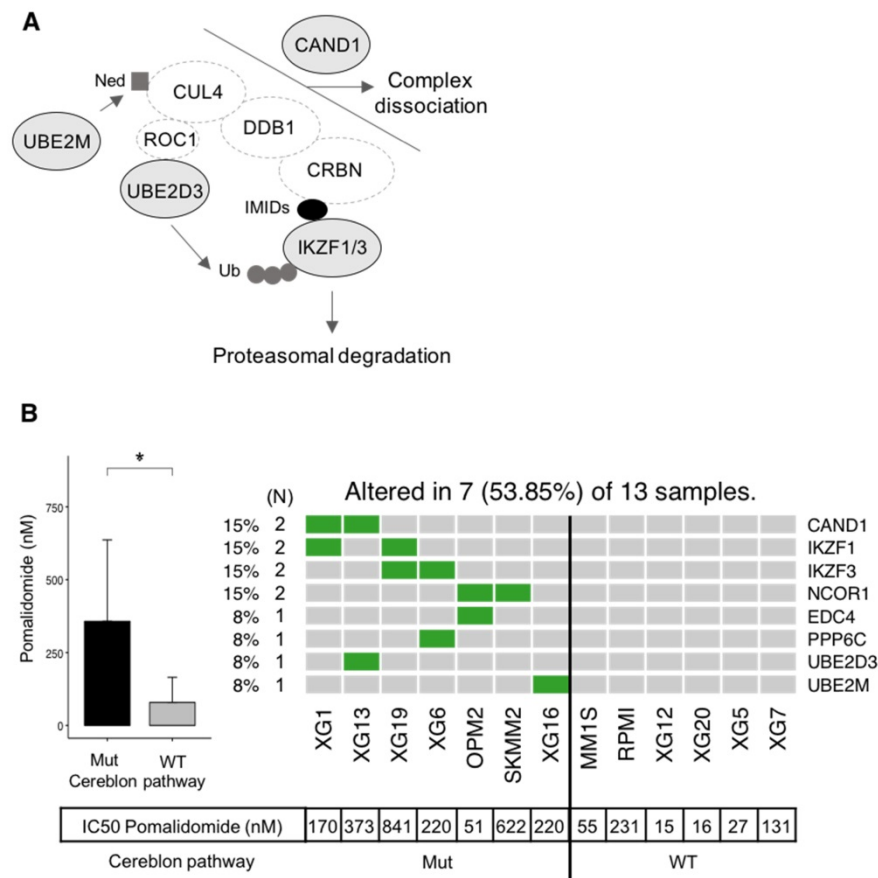 A
CAND1
Ned
CUL4
Complex
dissociation
UBE2M
ROC1
DDB1
CRBN
UBE2D3
IMIDs
IKZF1/3
Ub
Proteasomal degradation
B
*
Pomalidomide (nM)
750
500
250
0
Mut WT
Cereblon pathway
(N) Altered in 7 (53.85%) of 13 samples.
15% 2 CAND1
15% 2 IKZF1
15% 2 IKZF3
15% 2 NCOR1
8% 1 EDC4
8% 1 PPP6C
8% 1 UBE2D3
8% 1 UBE2M
XG1 XG13 XG19 XG6 OPM2 SKMM2 XG16 MM1S RPMI XG12 XG20 XG5 XG7
IC50 Pomalidomide (nM) 170 373 841 220 51 622 220 55 231 15 16 27 131
Cereblon pathway Mut WT